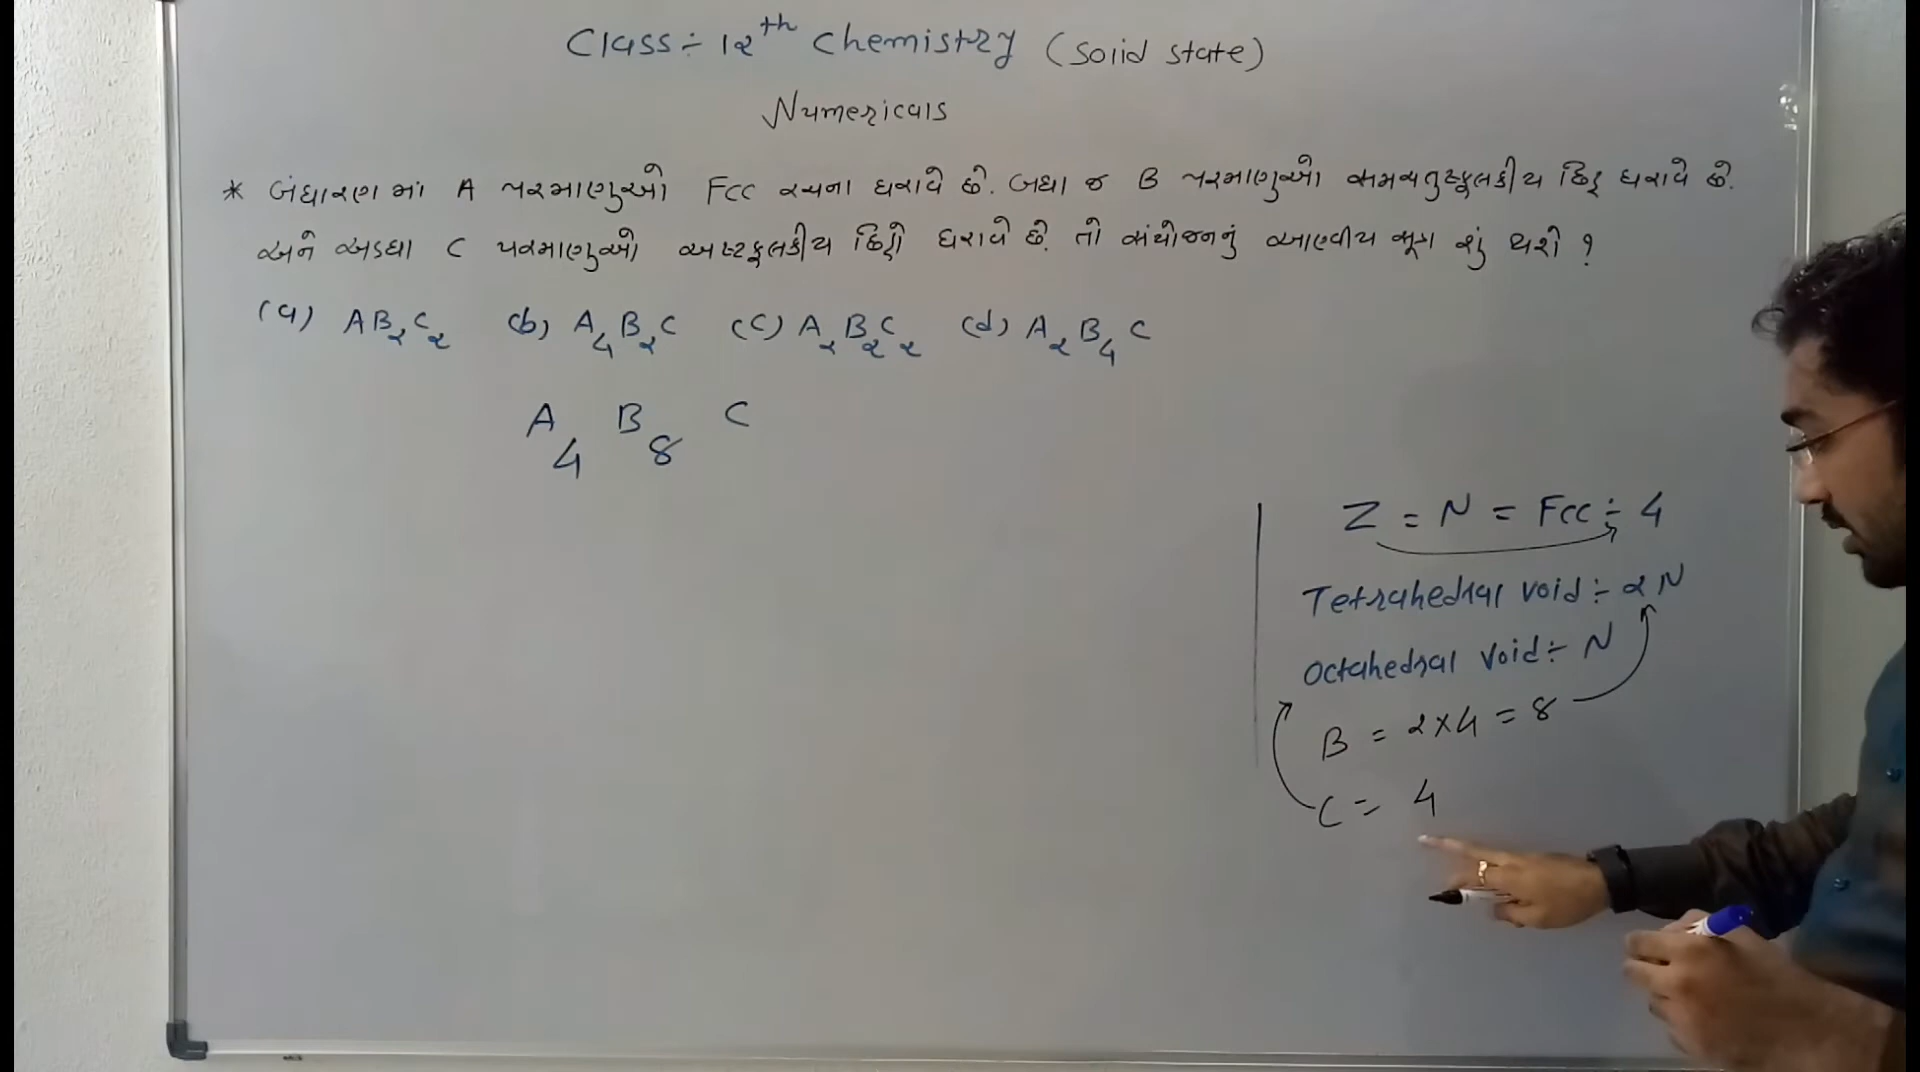 Class÷ 12th Chemistry (Solid state)
Numericals
* બંધારણ માં A પરમાણુઓ FCC રચના ધરાવે છે. બધા જ B પરમાણુઓ સમચતુષ્ફલકીય છિદ્ર ધરાવે છે.
અને અડધા C પરમાણુઓ અષ્ટફલકીય છિદ્રો ધરાવે છે. તો સંયોજનનું આણ્વીય સૂત્ર શું થશે ?
(a) AB₂C₂ (b) A₄B₂C (c) A₂B₂C₂ (d) A₂B₄C
A₄ B₈ C
Z = N = FCC ÷ 4
Tetrahedral void ÷ 2N
Octahedral void ÷ N
B = 2×4 = 8
C = 4